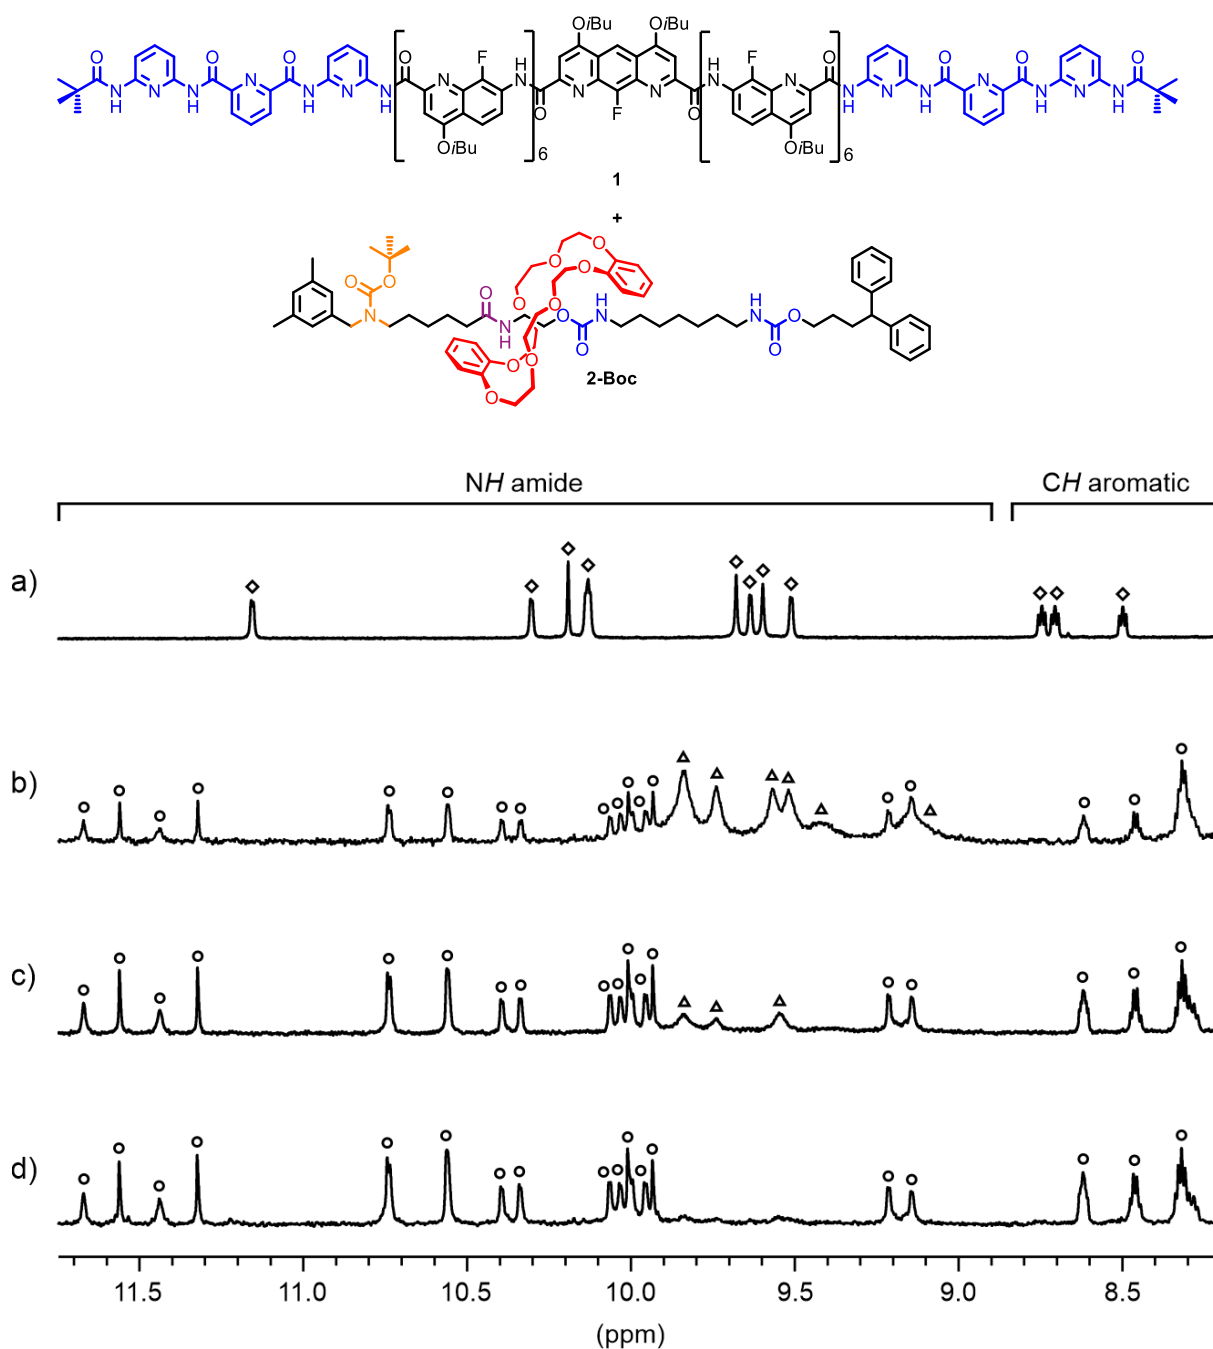 OiBu OiBu
O H N O O H N O O F H N O H N F O O H N O O H N O
N H N N H N N H N N H N N N N N H N H N N H N N H N
OiBu 6 F OiBu 6
1
+
O O O O O
O N O N H O O O O H N O H N O O
O O O O
2-Boc
NH amide CH aromatic
a)
b)
c)
d)
11.5 11.0 10.5 10.0 9.5 9.0 8.5
(ppm)